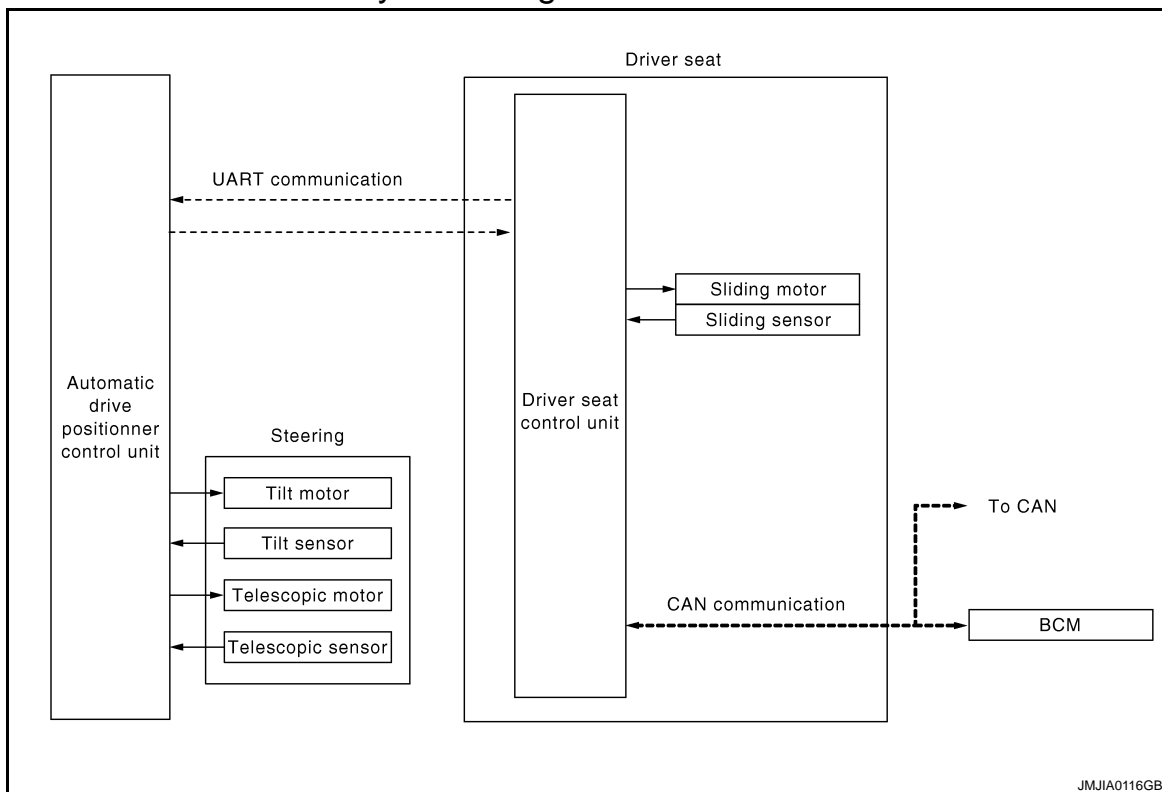 Driver seat
UART communication
Sliding motor
Sliding sensor
Automatic
drive
positionner
control unit
Driver seat
control unit
Steering
Tilt motor
Tilt sensor
Telescopic motor
Telescopic sensor
To CAN
CAN communication
BCM
JMJIA0116GB